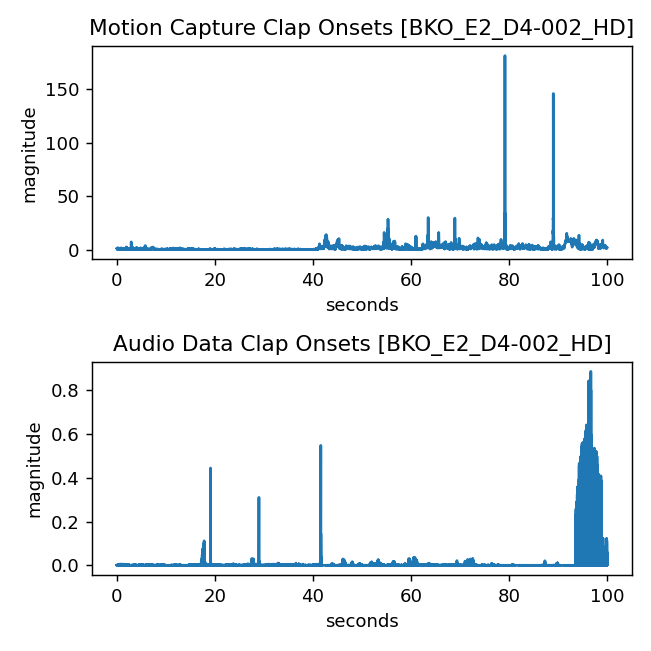 Motion Capture Clap Onsets [BKO_E2_D4-002_HD]
150
100
50
0
magnitude
0 20 40 60 80 100
seconds
Audio Data Clap Onsets [BKO_E2_D4-002_HD]
0.8
0.6
0.4
0.2
0.0
magnitude
0 20 40 60 80 100
seconds